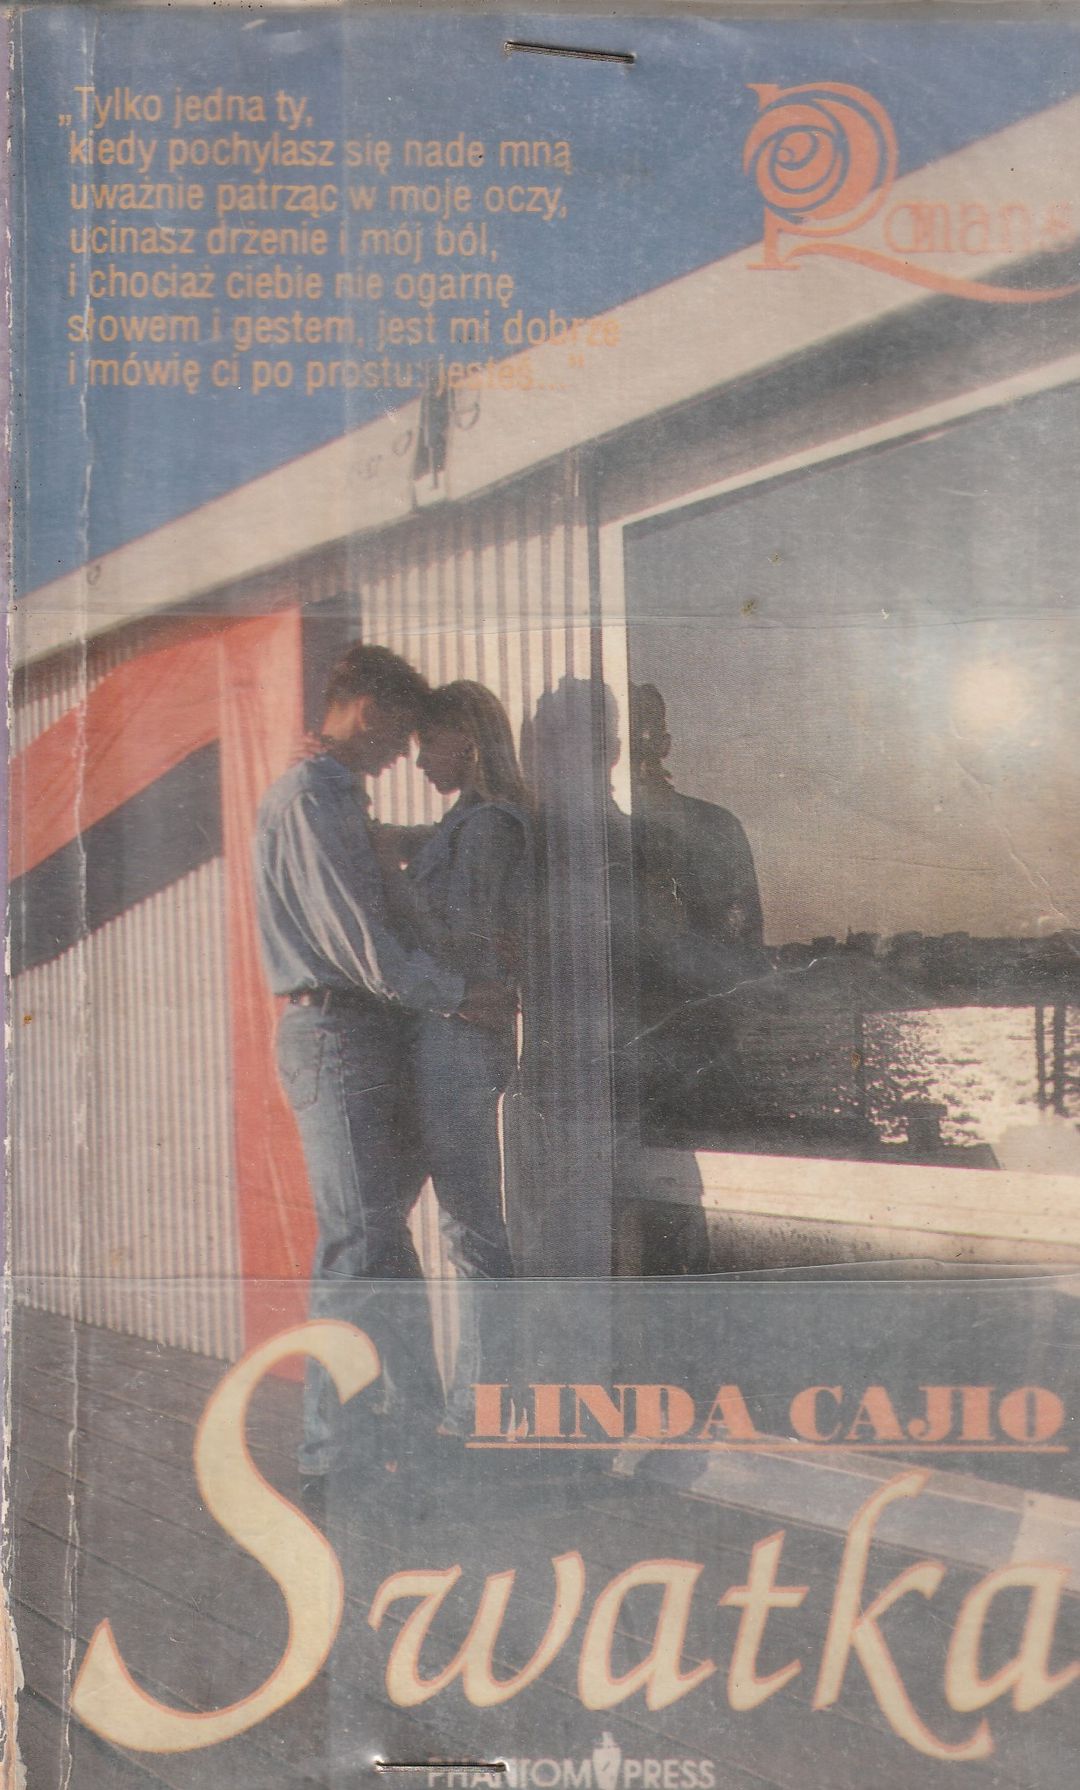 „Tylko jedna ty,
kiedy pochylasz się nade mną
uważnie patrząc w moje oczy,
ucinasz drżenie i mój ból,
i chociaż ciebie nie ogarnę
słowem i gestem, jest mi dobrze
i mówię ci po prostu: jesteś..."
Romans
LINDA CAJIO
Swatka
PHANTOM PRESS